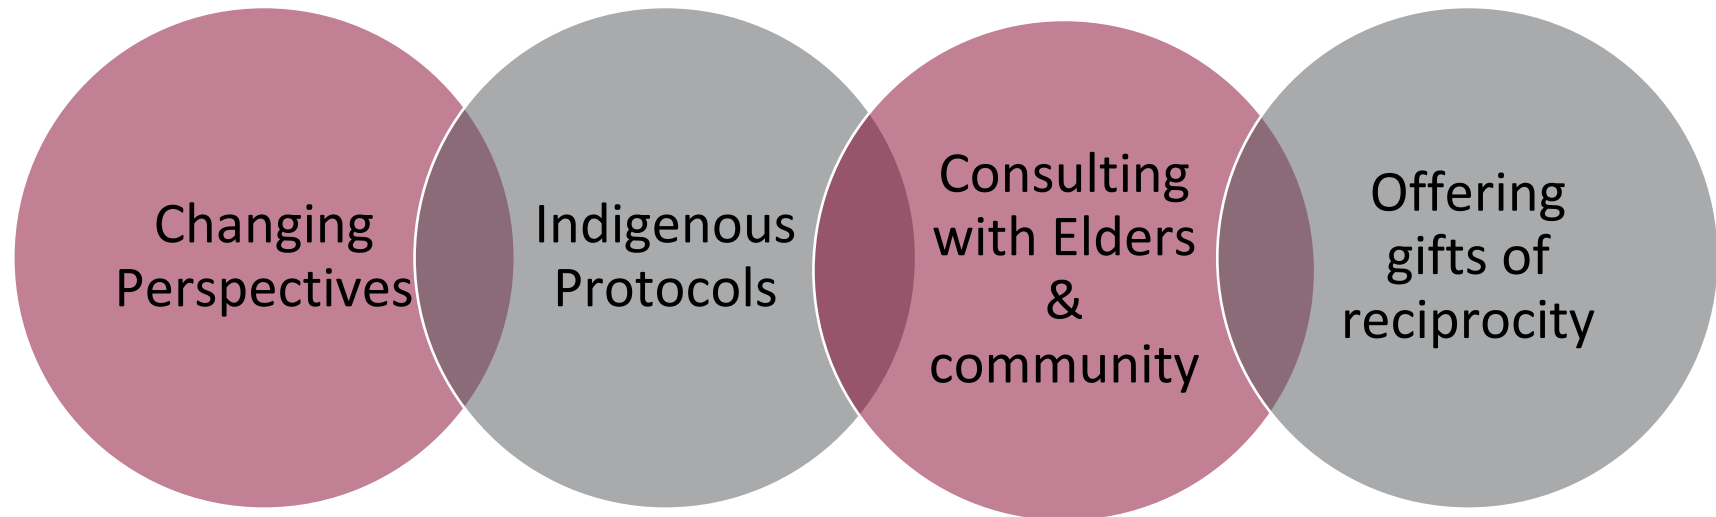 Changing
Perspectives
Indigenous
Protocols
Consulting
with Elders
&
community
Offering
gifts of
reciprocity